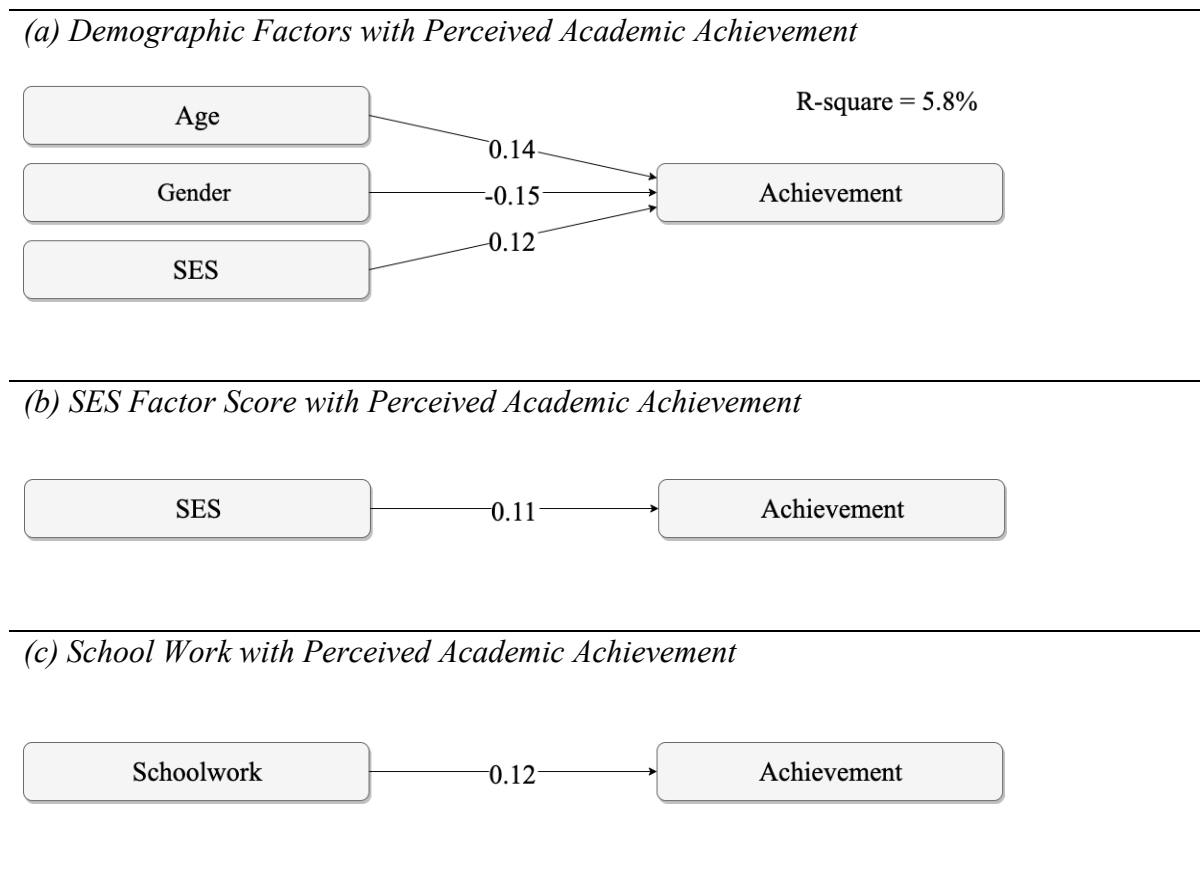 (a) Demographic Factors with Perceived Academic Achievement
R-square = 5.8%
Age
0.14
Gender
-0.15
Achievement
0.12
SES
(b) SES Factor Score with Perceived Academic Achievement
SES
0.11
Achievement
(c) School Work with Perceived Academic Achievement
Schoolwork
0.12
Achievement